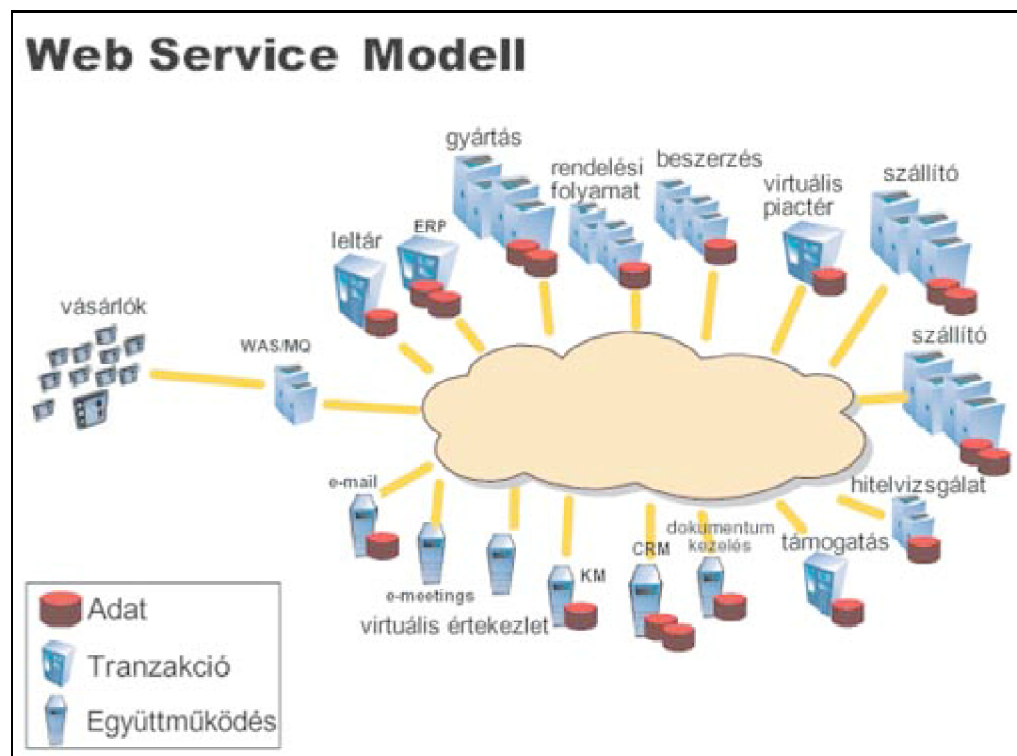 Web Service Modell
gyártás
rendelési
folyamat
beszerzés
virtuális
piactér
szállító
leltár
ERP
vásárlók
WAS/MQ
szállító
e-mail
e-meetings
virtuális értekezlet
KM
CRM
dokumentum
kezelés
támogatás
hitelvizsgálat
Adat
Tranzakció
Együttműködés